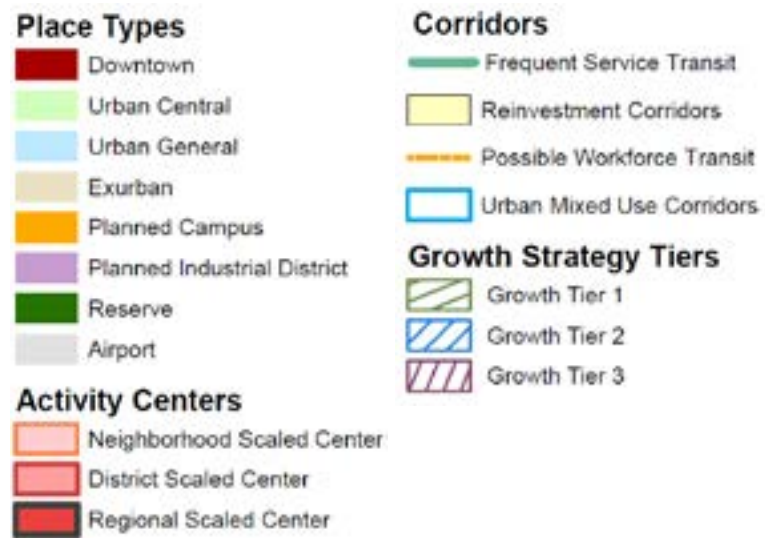 Place Types
Downtown
Urban Central
Urban General
Exurban
Planned Campus
Planned Industrial District
Reserve
Airport
Activity Centers
Neighborhood Scaled Center
District Scaled Center
Regional Scaled Center
Corridors
Frequent Service Transit
Reinvestment Corridors
Possible Workforce Transit
Urban Mixed Use Corridors
Growth Strategy Tiers
Growth Tier 1
Growth Tier 2
Growth Tier 3